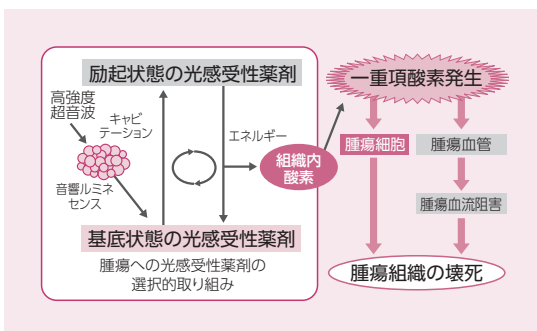 励起状態の光感受性薬剤
高強度
超音波
キャビ
テーション
音響ルミネ
センス
エネルギー
組織内
酸素
基底状態の光感受性薬剤
腫瘍への光感受性薬剤の
選択的取り組み
一重項酸素発生
腫瘍細胞
腫瘍血管
腫瘍血流阻害
腫瘍組織の壊死